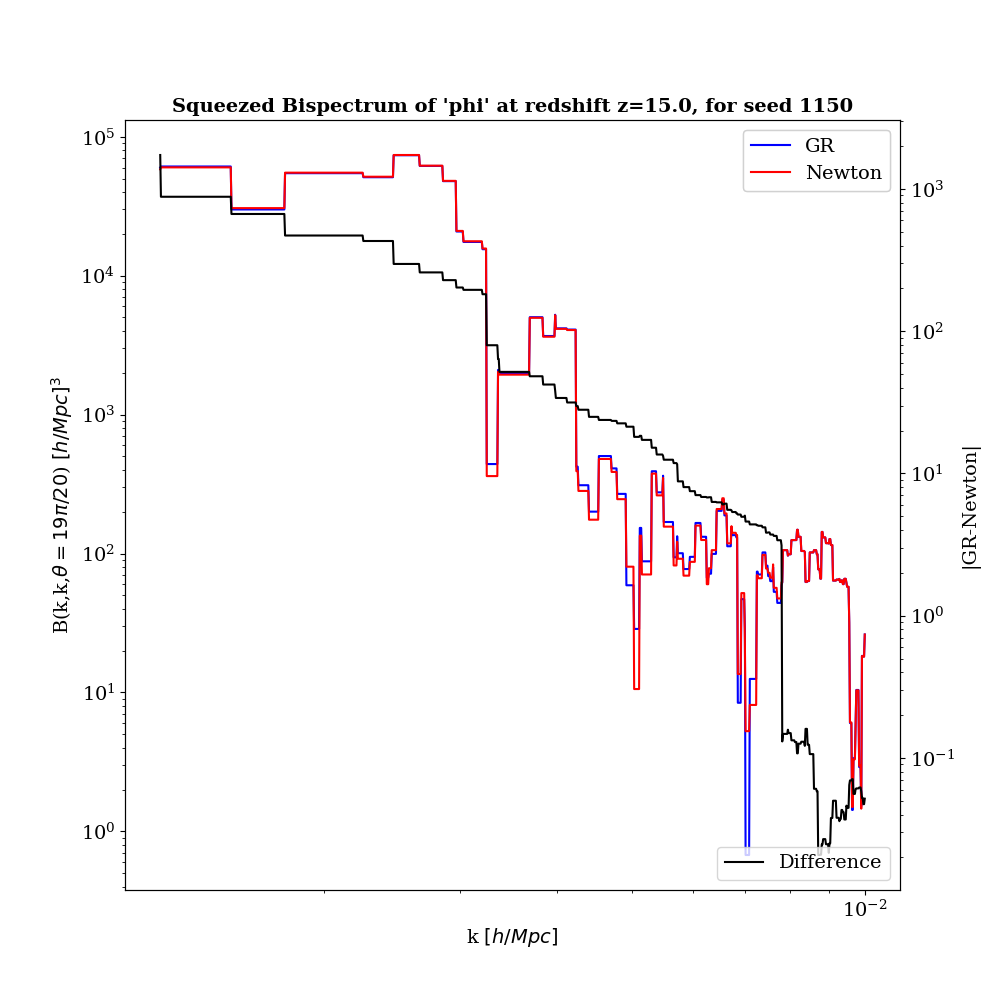 Squeezed Bispectrum of 'phi' at redshift z=15.0, for seed 1150
GR
Newton
10^5
10^4
10^3
10^2
10^1
10^0
B(k,k,θ = 19π/20) [h/Mpc]^3
10^3
10^2
10^1
10^0
10^−1
|GR-Newton|
Difference
10^−2
k [h/Mpc]